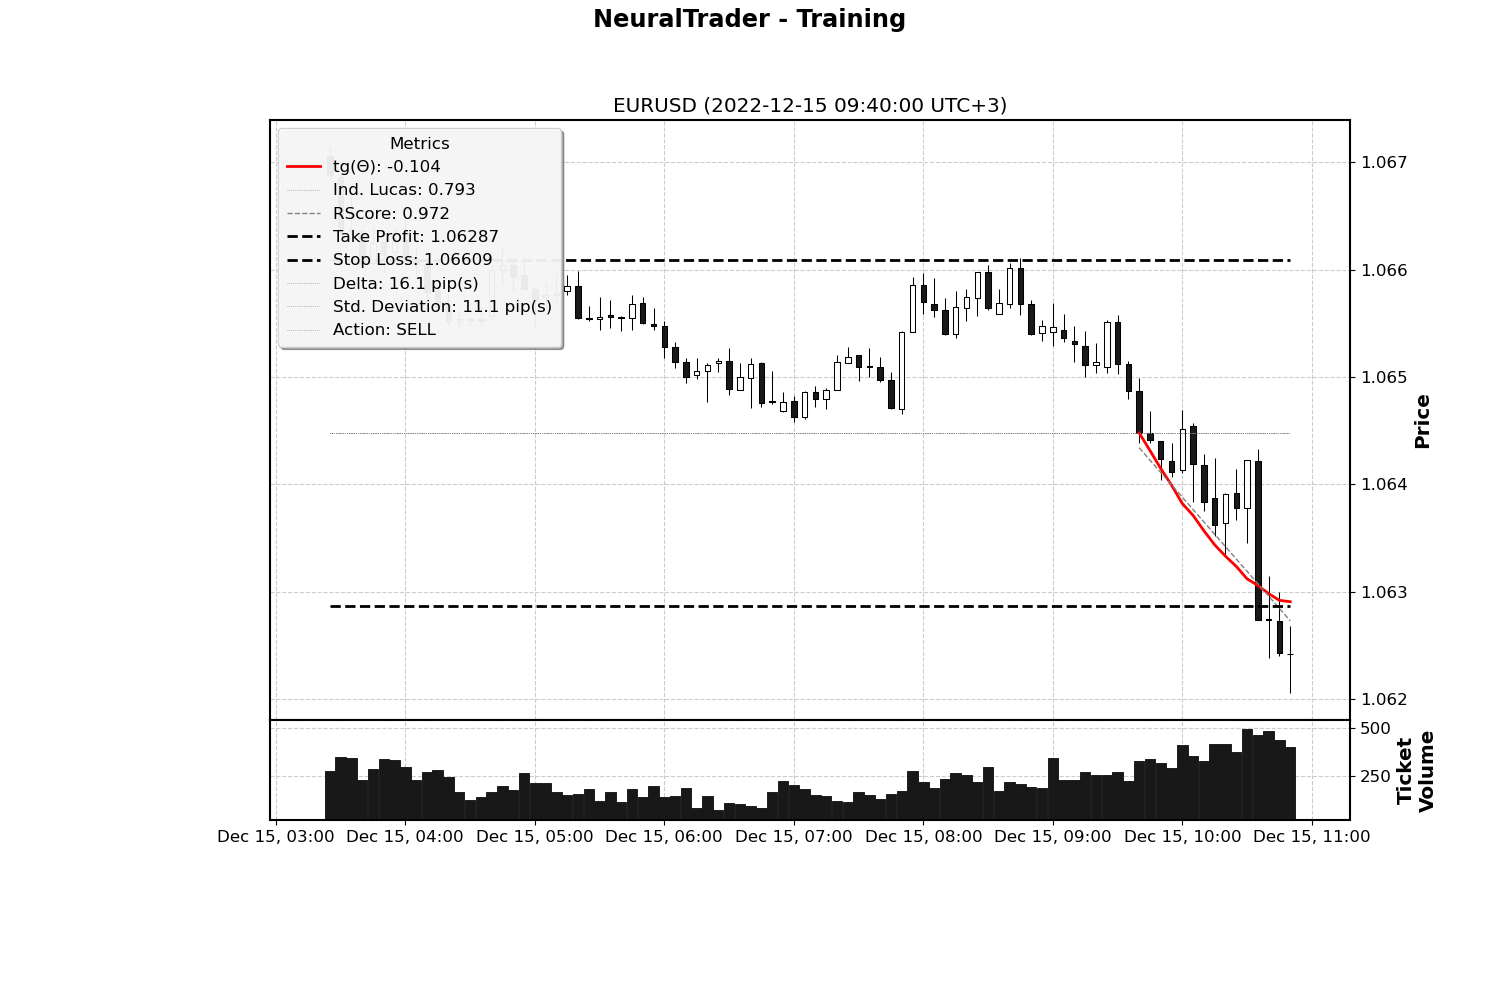 NeuralTrader - Training
EURUSD (2022-12-15 09:40:00 UTC+3)
Metrics
tg(Θ): -0.104
Ind. Lucas: 0.793
RScore: 0.972
Take Profit: 1.06287
Stop Loss: 1.06609
Delta: 16.1 pip(s)
Std. Deviation: 11.1 pip(s)
Action: SELL
1.067
1.066
1.065
1.064
1.063
1.062
Price
500
250
Ticket
Volume
Dec 15, 03:00 Dec 15, 04:00 Dec 15, 05:00 Dec 15, 06:00 Dec 15, 07:00 Dec 15, 08:00 Dec 15, 09:00 Dec 15, 10:00 Dec 15, 11:00